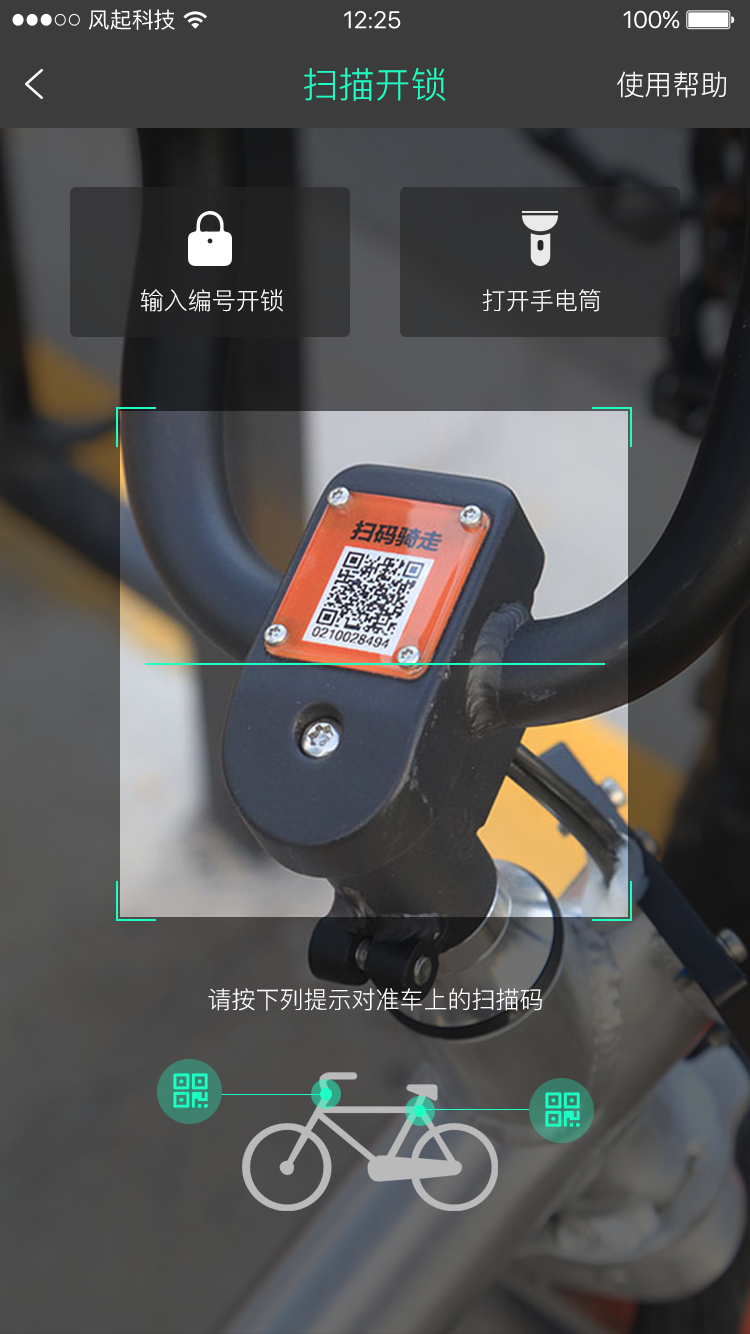 风起科技 12:25 100%
扫描开锁 使用帮助
输入编号开锁 打开手电筒
扫码骑走
0210028494
请按下列提示对准车上的扫描码